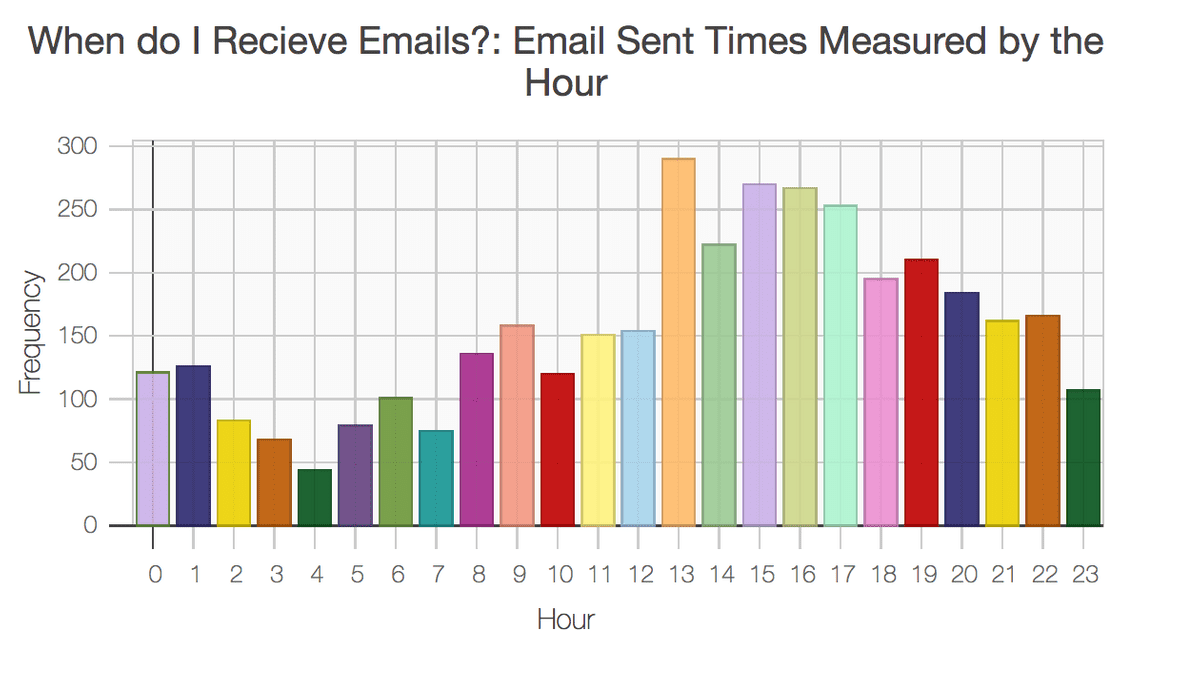 When do I Recieve Emails?: Email Sent Times Measured by the
Hour
300
250
200
150
100
50
0
Frequency
0 1 2 3 4 5 6 7 8 9 10 11 12 13 14 15 16 17 18 19 20 21 22 23
Hour